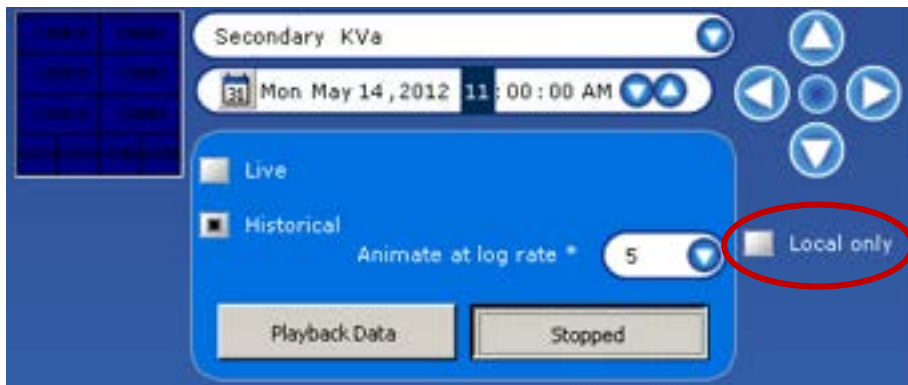 Secondary KVa
31 Mon May 14, 2012 11:00:00 AM
Live
Historical
Animate at log rate * 5
Local only
Playback Data Stopped